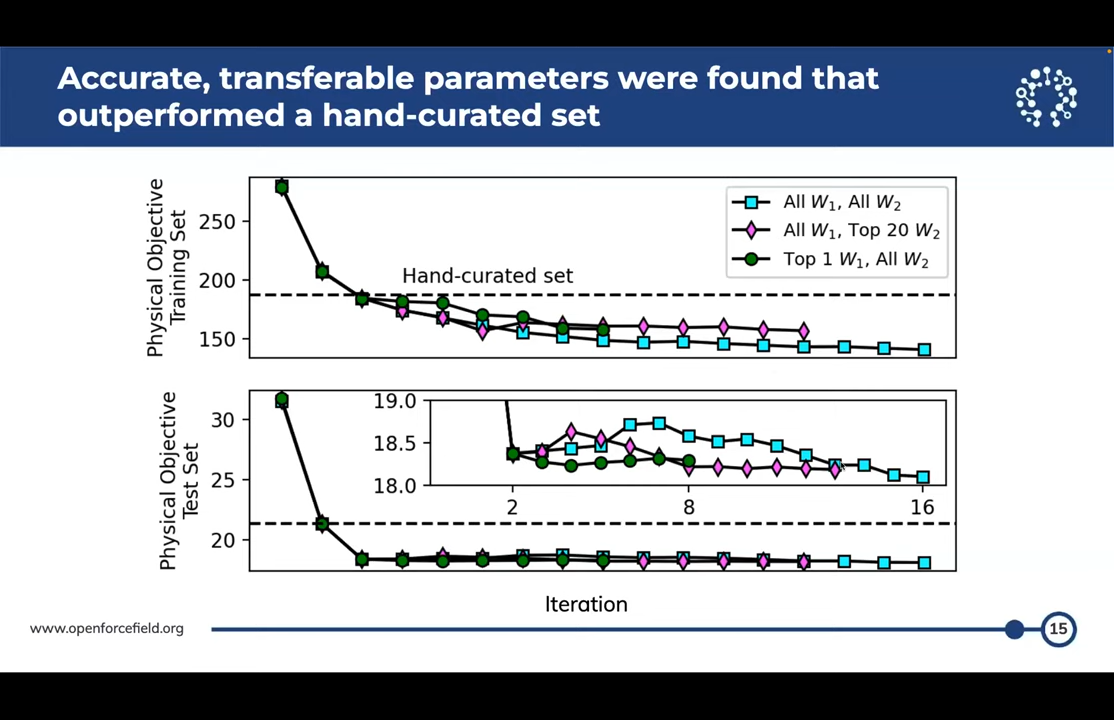 Accurate, transferable parameters were found that
outperformed a hand-curated set
Physical Objective
Training Set
250
200
150
Hand-curated set
All W₁, All W₂
All W₁, Top 20 W₂
Top 1 W₁, All W₂
Physical Objective
Test Set
30
25
20
19.0
18.5
18.0
2
8
16
Iteration
www.openforcefield.org
15